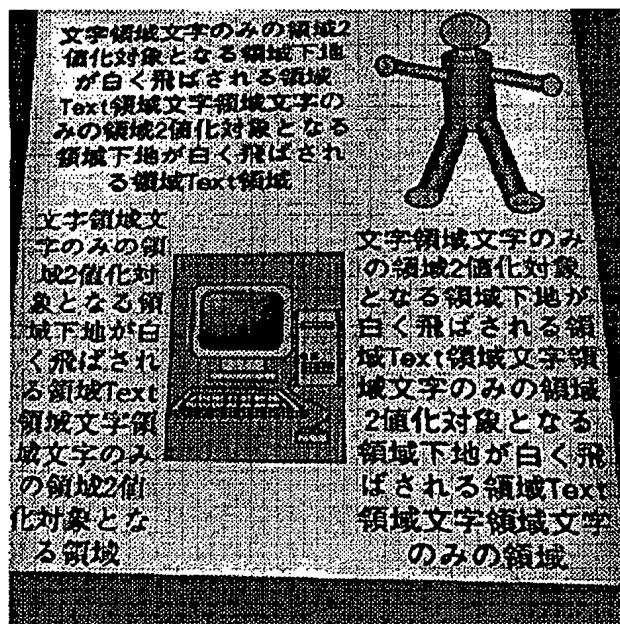 文字領域文字のみの領域2
値化対象となる領域下地
が白く飛ばされる領域
Text領域文字領域文字の
みの領域2値化対象となる
領域下地が白く飛ばされ
る領域Text領域
文字領域文
字のみの領
域2値化対
象となる領
域下地が白
く飛ばされ
る領域Text
領域文字領
域文字のみ
の領域2値
化対象とな
る領域
文字領域文字のみ
の領域2値化対象
となる領域下地が
白く飛ばされる領
域Text領域文字領
域文字のみの領域
2値化対象となる
領域下地が白く飛
ばされる領域Text
領域文字領域文字
のみの領域